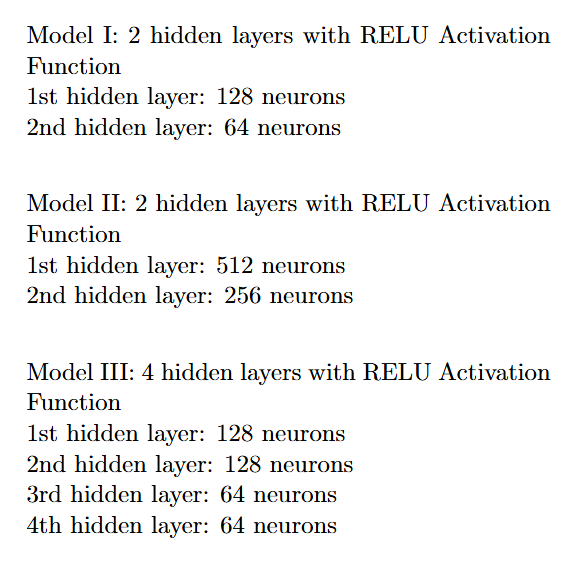 Model I: 2 hidden layers with RELU Activation
Function
1st hidden layer: 128 neurons
2nd hidden layer: 64 neurons
Model II: 2 hidden layers with RELU Activation
Function
1st hidden layer: 512 neurons
2nd hidden layer: 256 neurons
Model III: 4 hidden layers with RELU Activation
Function
1st hidden layer: 128 neurons
2nd hidden layer: 128 neurons
3rd hidden layer: 64 neurons
4th hidden layer: 64 neurons